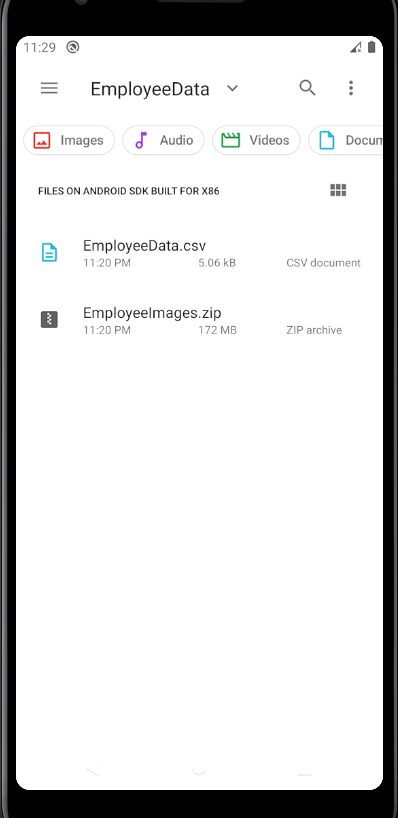 11:29
EmployeeData
Images Audio Videos Docum
FILES ON ANDROID SDK BUILT FOR X86
EmployeeData.csv
11:20 PM 5.06 kB CSV document
EmployeeImages.zip
11:20 PM 172 MB ZIP archive